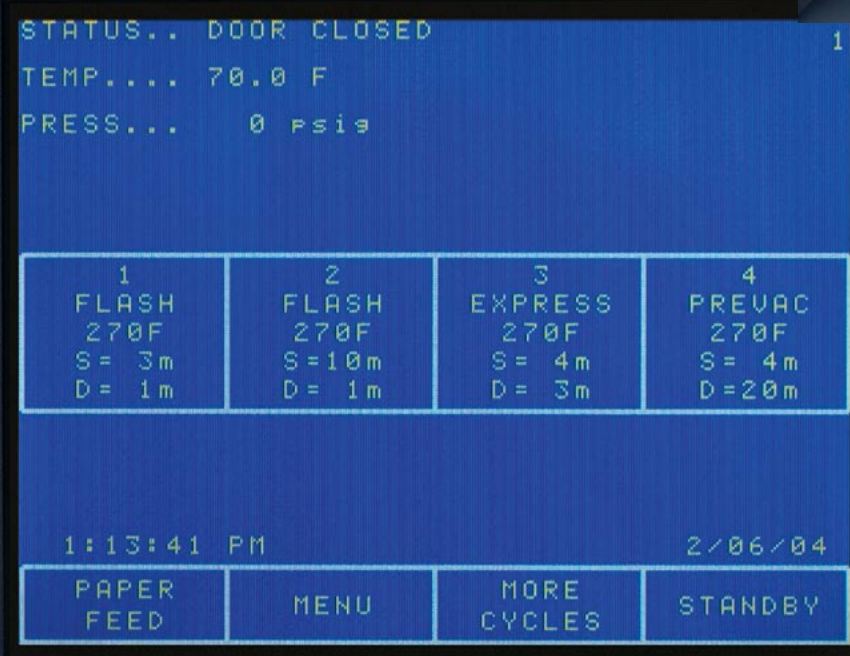 STATUS.. DOOR CLOSED
1
TEMP.... 70.0 F
PRESS... 0 psig
1
FLASH
270F
S= 3m
D= 1m
2
FLASH
270F
S=10m
D= 1m
3
EXPRESS
270F
S= 4m
D= 3m
4
PREVAC
270F
S= 4m
D=20m
1:13:41 PM
2/06/04
PAPER
FEED
MENU
MORE
CYCLES
STANDBY